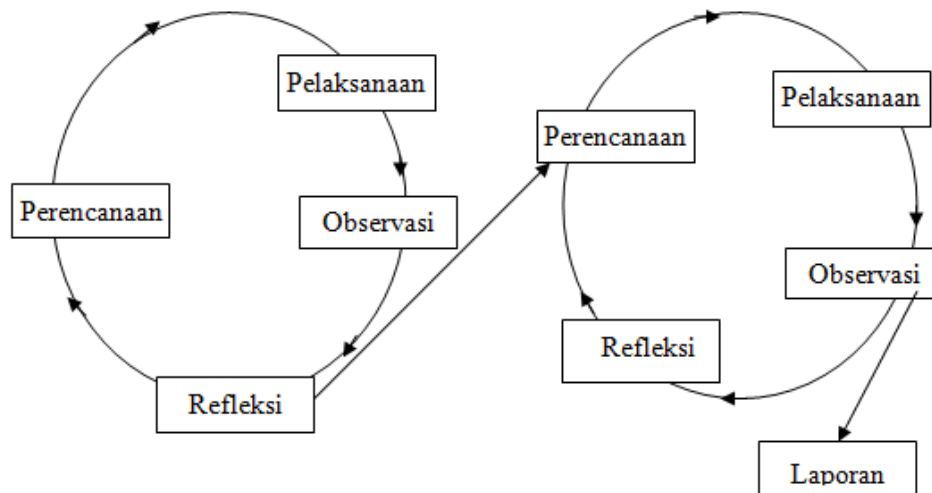 Perencanaan
Pelaksanaan
Observasi
Refleksi
Perencanaan
Pelaksanaan
Observasi
Refleksi
Laporan